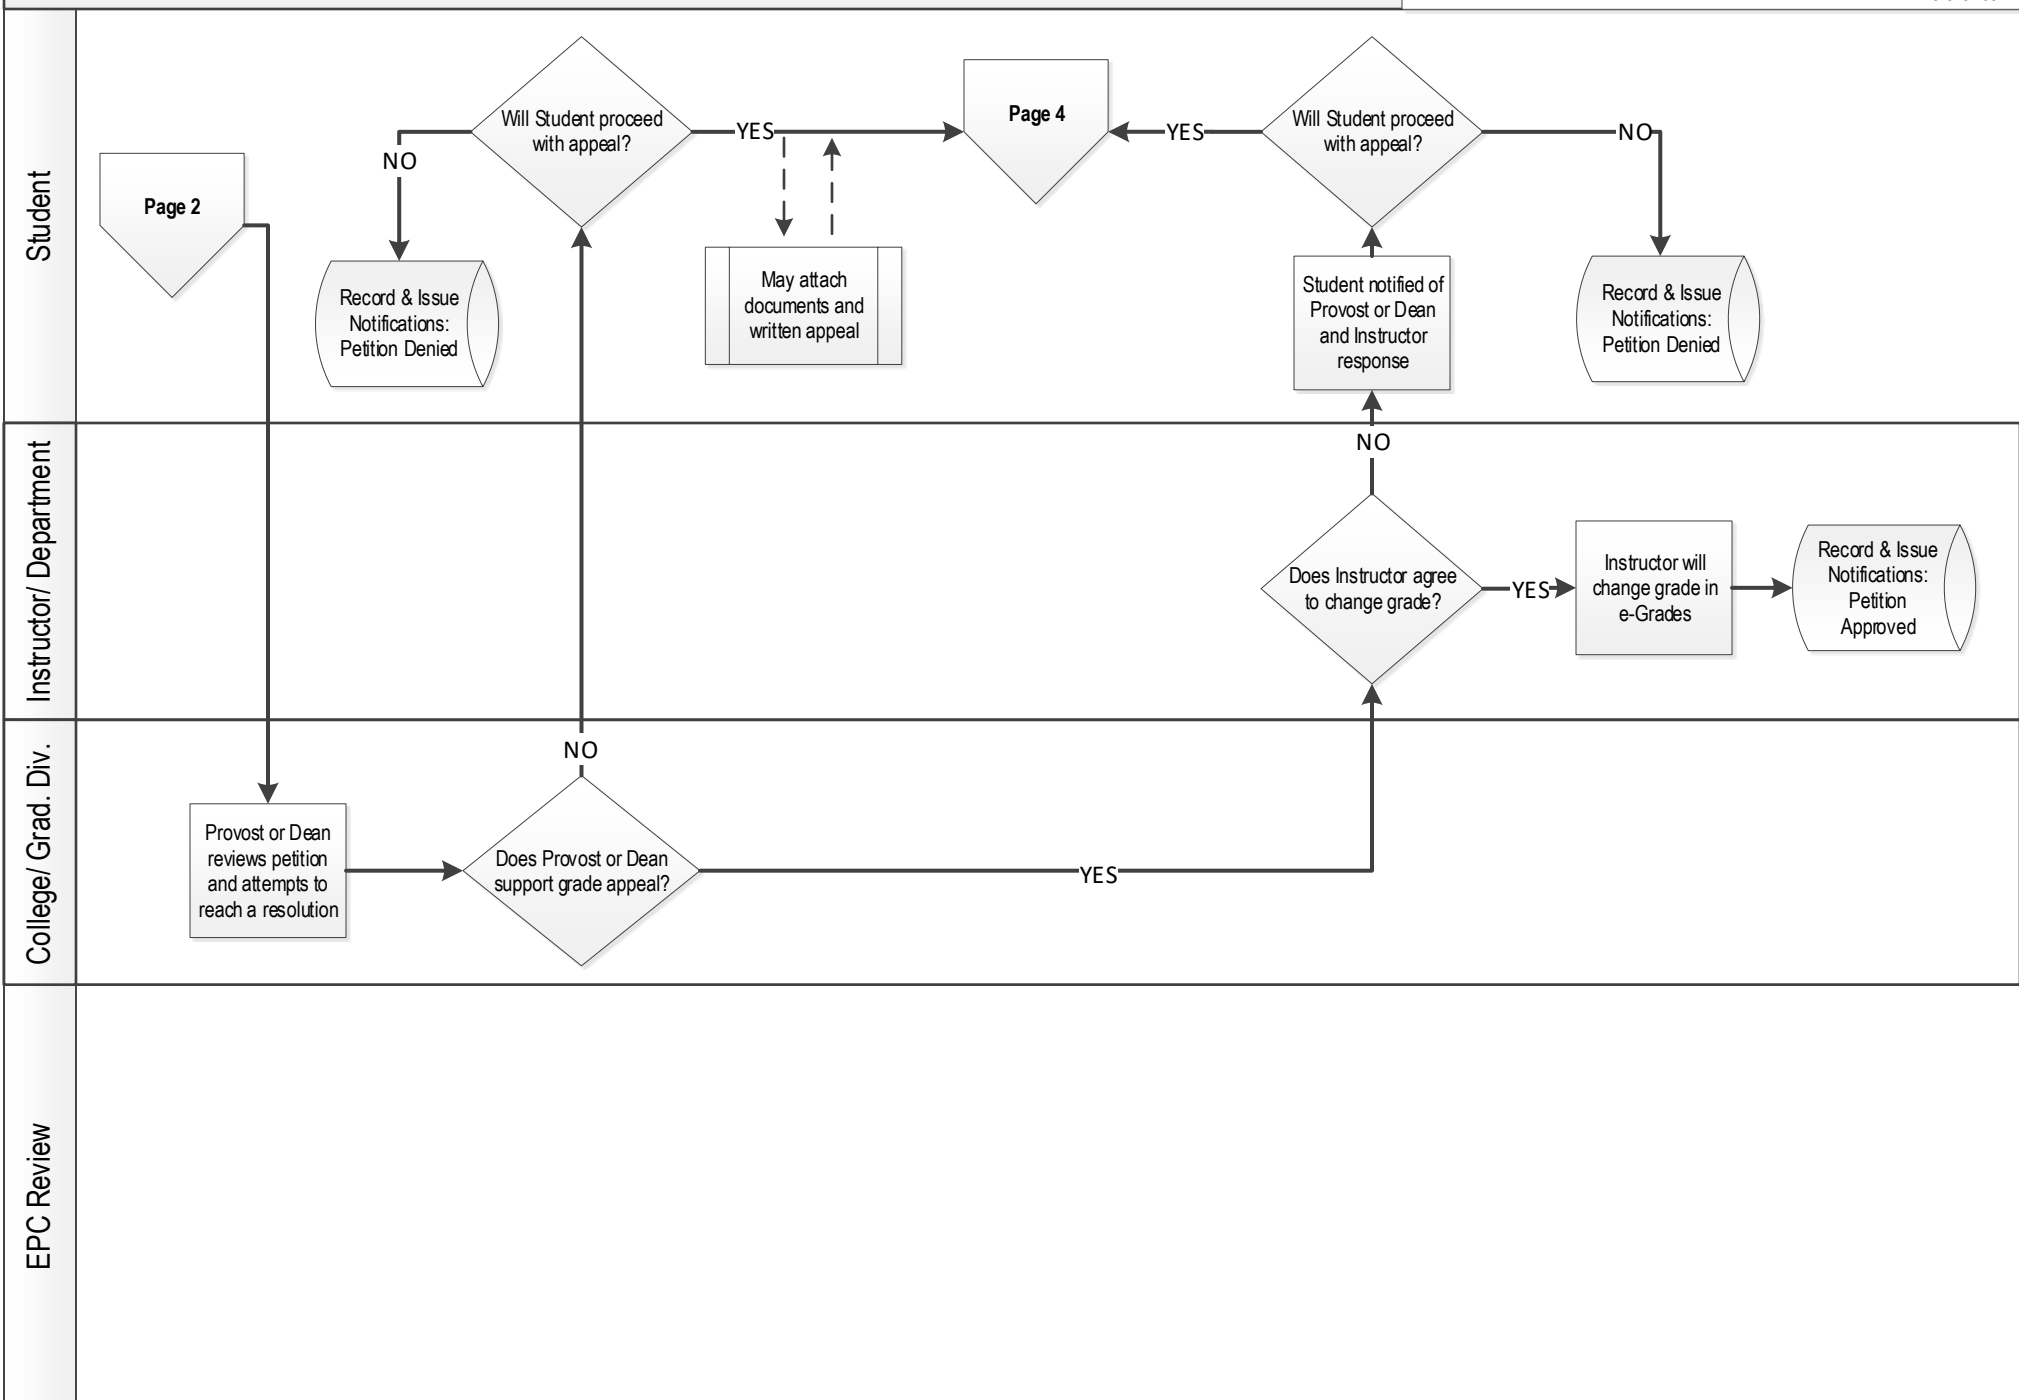 Student
Page 2
Will Student proceed
with appeal?
NO
YES
Record & Issue
Notifications:
Petition Denied
May attach
documents and
written appeal
Page 4
YES
Will Student proceed
with appeal?
NO
Student notified of
Provost or Dean
and Instructor
response
Record & Issue
Notifications:
Petition Denied
Instructor/ Department
NO
Does Instructor agree
to change grade?
YES
Instructor will
change grade in
e-Grades
Record & Issue
Notifications:
Petition
Approved
College/ Grad. Div.
Provost or Dean
reviews petition
and attempts to
reach a resolution
NO
Does Provost or Dean
support grade appeal?
YES
EPC Review